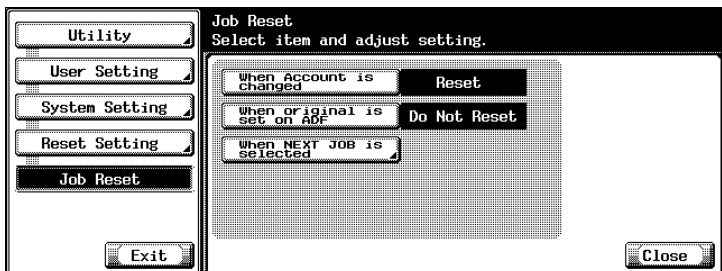 Utility
User Setting
System Setting
Reset Setting
Job Reset
Exit
Job Reset
Select item and adjust setting.
When Account is
changed
Reset
When original is
set on ADF
Do Not Reset
When NEXT JOB is
selected
Close